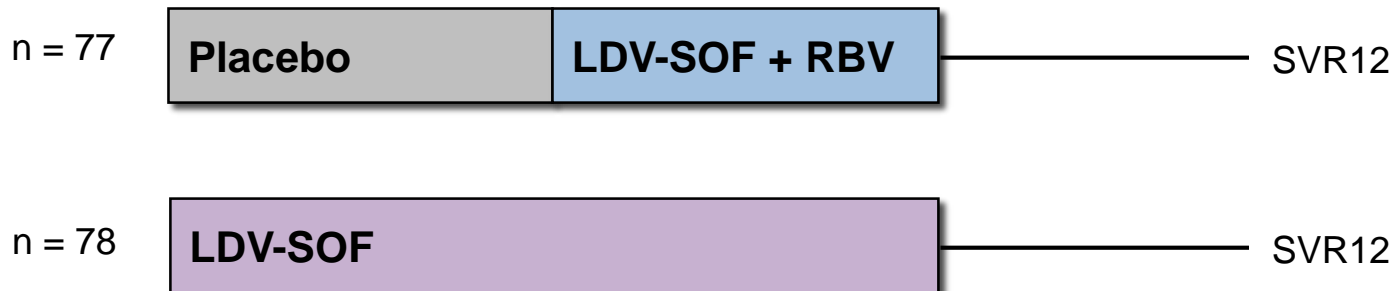 n = 77 Placebo LDV-SOF + RBV SVR12
n = 78 LDV-SOF SVR12